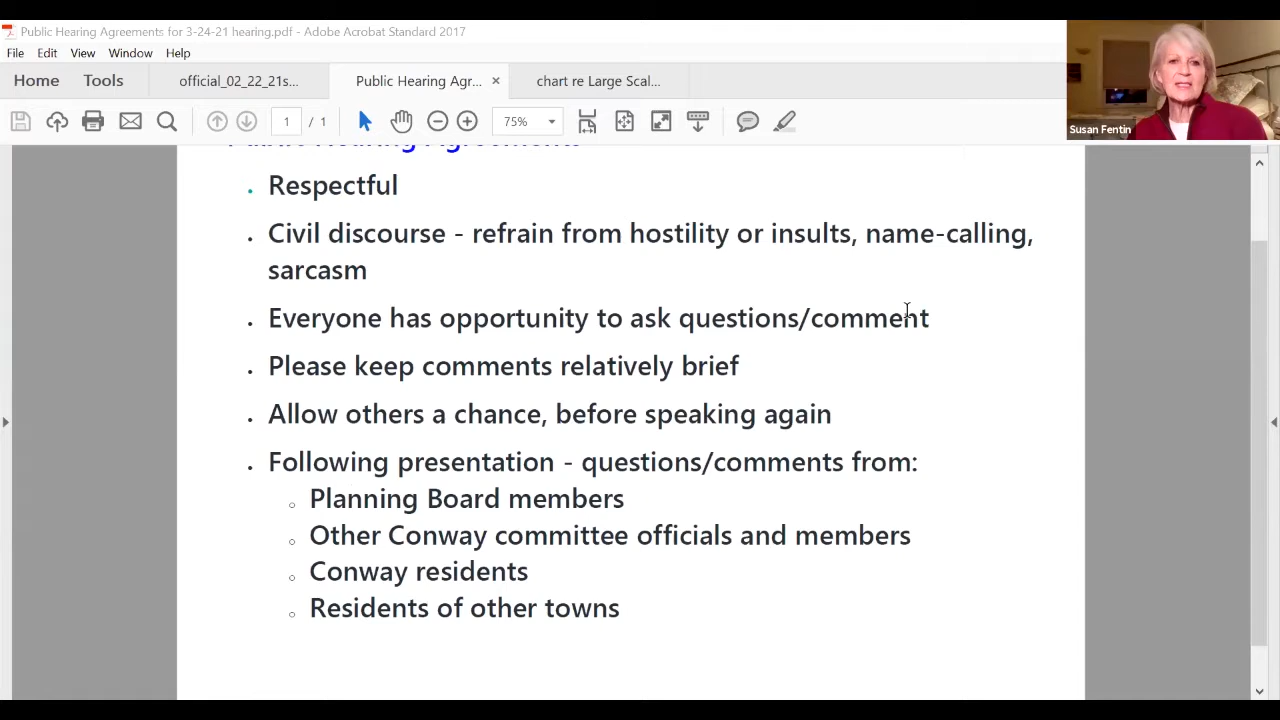 Public Hearing Agreements for 3-24-21 hearing.pdf - Adobe Acrobat Standard 2017
File Edit View Window Help
Home Tools official_02_22_21s... Public Hearing Agr... × chart re Large Scal...
1 / 1 75%
Susan Fentin
Public Hearing Agreements
Respectful
Civil discourse - refrain from hostility or insults, name-calling,
sarcasm
Everyone has opportunity to ask questions/comment
Please keep comments relatively brief
Allow others a chance, before speaking again
Following presentation - questions/comments from:
Planning Board members
Other Conway committee officials and members
Conway residents
Residents of other towns